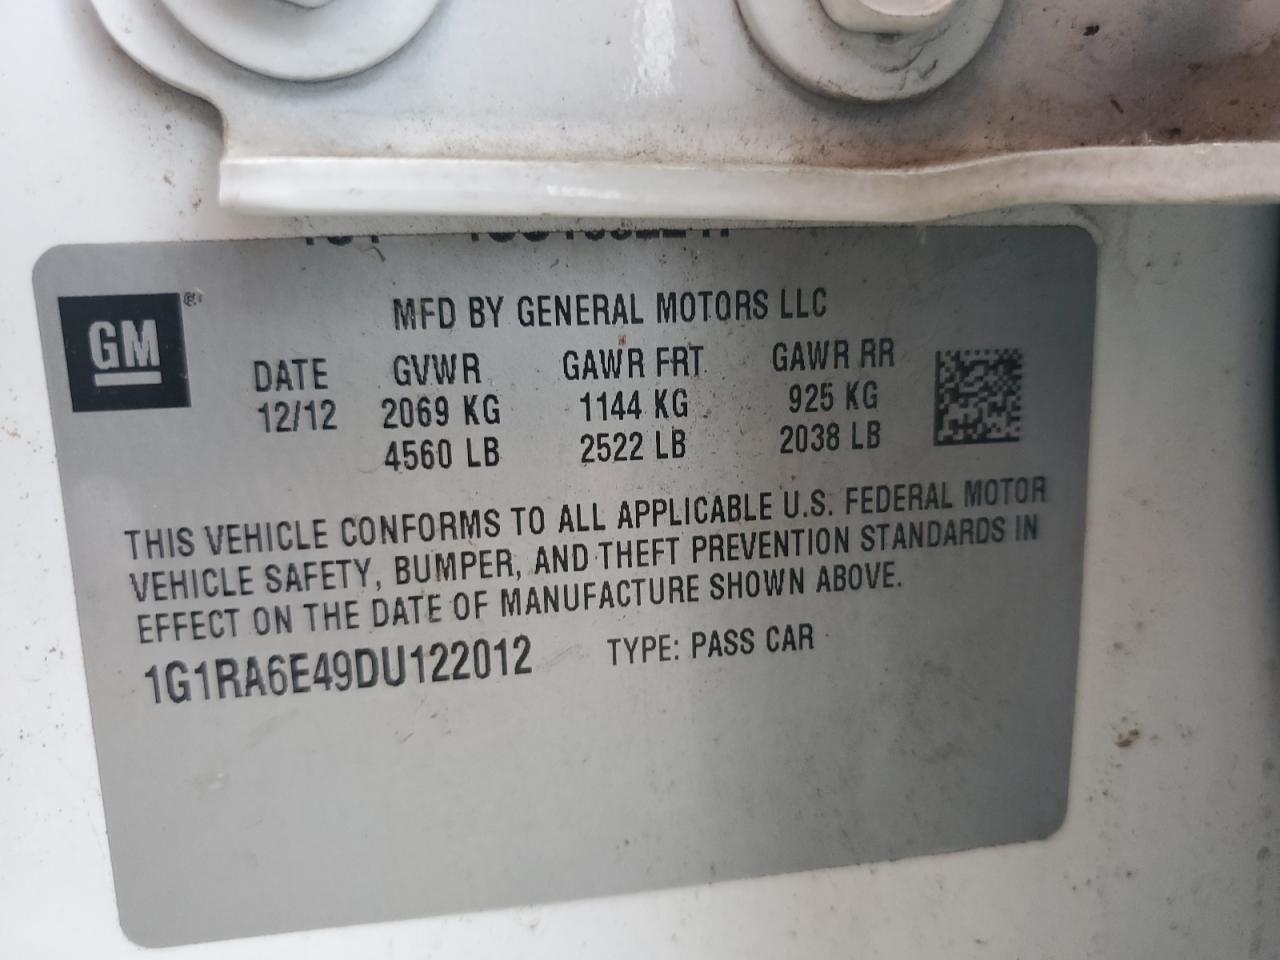 GM
MFD BY GENERAL MOTORS LLC
DATE GVWR GAWR FRT GAWR RR
12/12 2069 KG 1144 KG 925 KG
4560 LB 2522 LB 2038 LB
THIS VEHICLE CONFORMS TO ALL APPLICABLE U.S. FEDERAL MOTOR
VEHICLE SAFETY, BUMPER, AND THEFT PREVENTION STANDARDS IN
EFFECT ON THE DATE OF MANUFACTURE SHOWN ABOVE.
1G1RA6E49DU122012 TYPE: PASS CAR